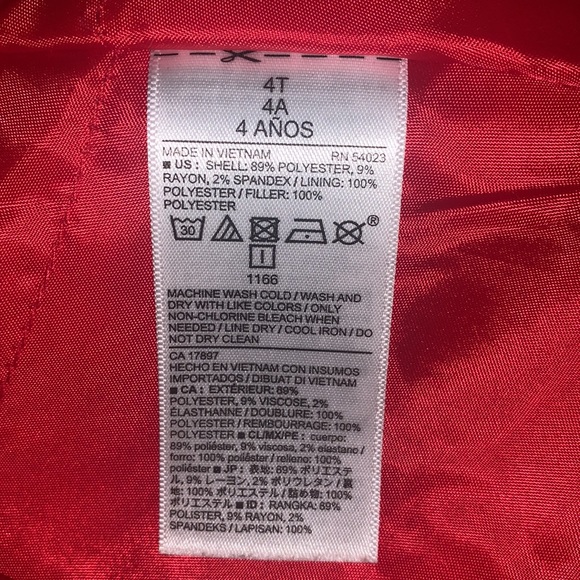 4T
4A
4 AÑOS
MADE IN VIETNAM RN 54023
■ US : SHELL: 89% POLYESTER, 9%
RAYON, 2% SPANDEX / LINING: 100%
POLYESTER / FILLER: 100%
POLYESTER
30 ®
1166
MACHINE WASH COLD / WASH AND
DRY WITH LIKE COLORS / ONLY
NON-CHLORINE BLEACH WHEN
NEEDED / LINE DRY / COOL IRON / DO
NOT DRY CLEAN
CA 17897
HECHO EN VIETNAM CON INSUMOS
IMPORTADOS / DIBUAT DI VIETNAM
■ CA : EXTÉRIEUR: 89%
POLYESTER, 9% VISCOSE, 2%
ÉLASTHANNE / DOUBLURE: 100%
POLYESTER / REMBOURRAGE: 100%
POLYESTER ■ CL/MX/PE : cuerpo:
89% poliéster, 9% viscosa, 2% elastano /
forro: 100% poliéster / relleno: 100%
poliéster ■ JP : 表地: 89% ポリエステ
ル, 9% レーヨン, 2% ポリウレタン / 裏
地: 100% ポリエステル / 詰め物: 100%
ポリエステル ■ ID : RANGKA: 89%
POLISTER, 9% RAYON, 2%
SPANDEKS / LAPISAN: 100%